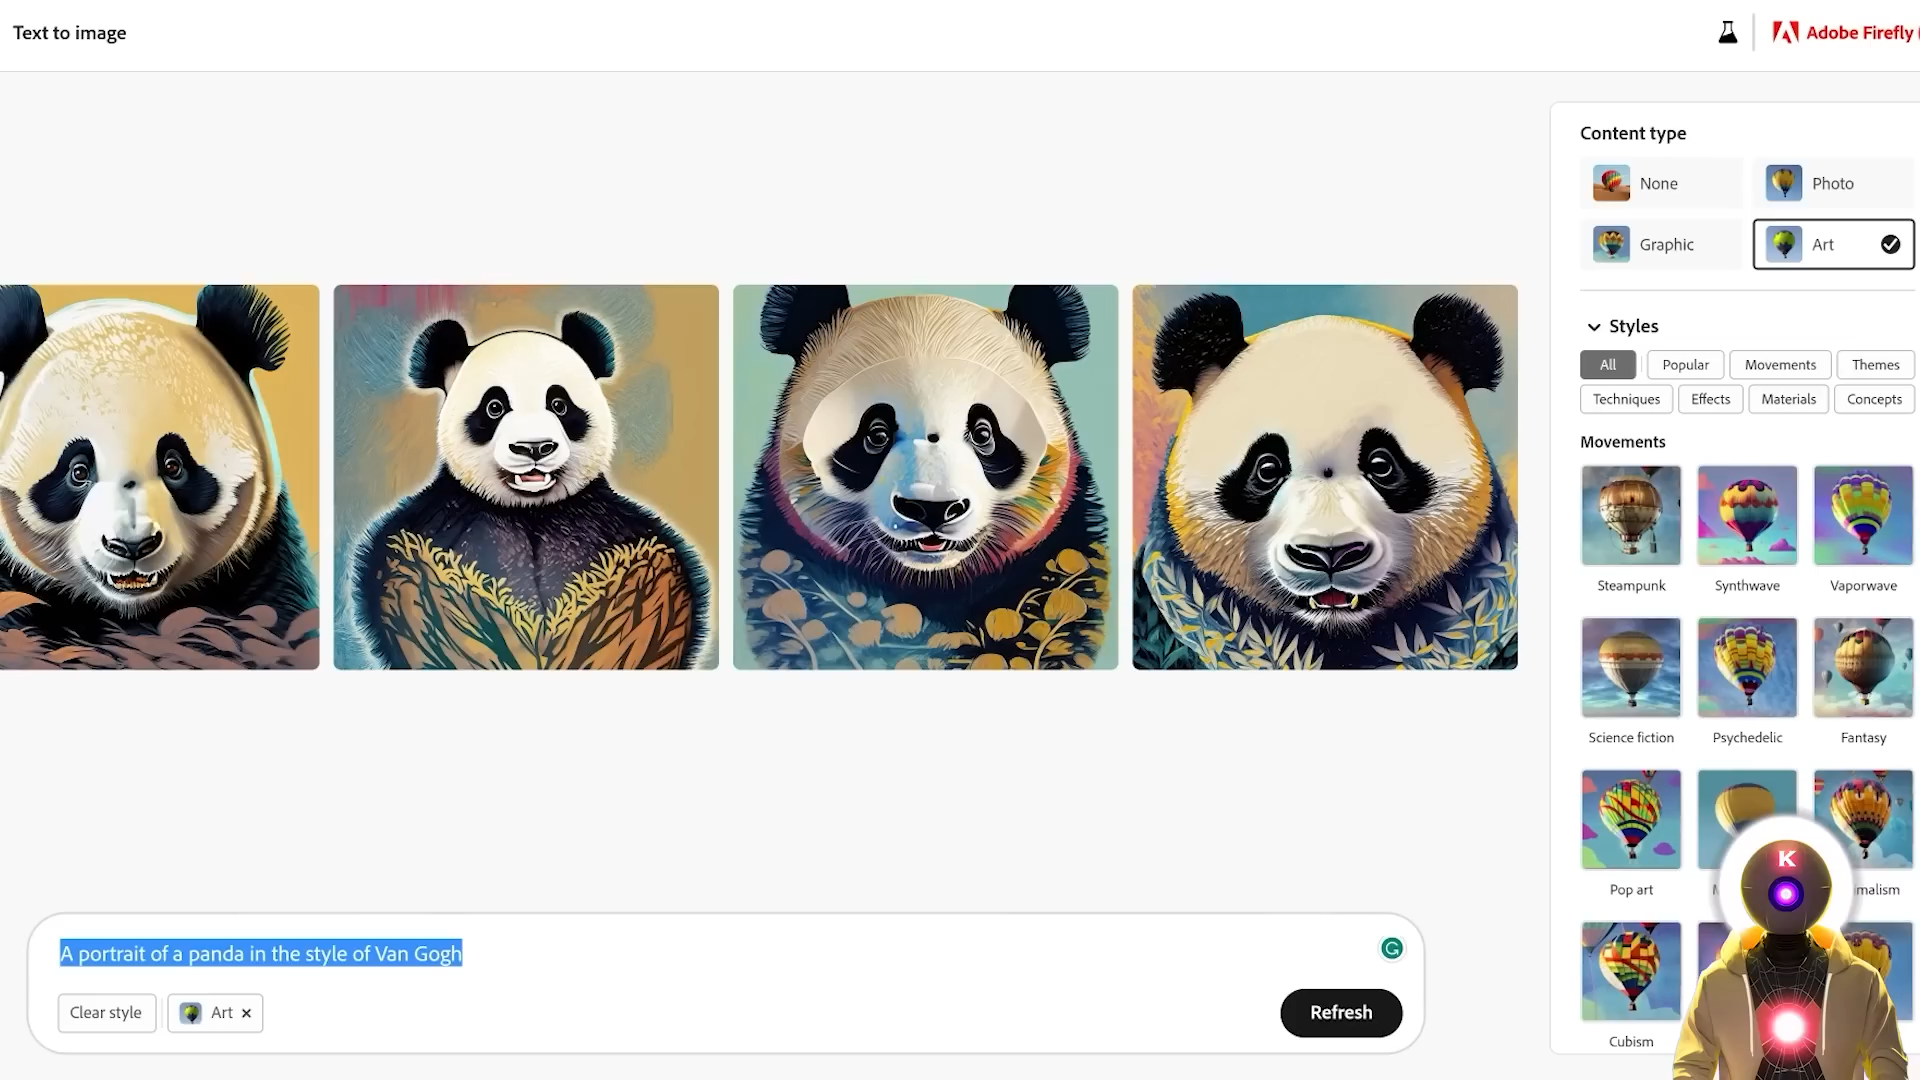 Text to image
Adobe Firefly
Content type
None
Photo
Graphic
Art
Styles
All
Popular
Movements
Themes
Techniques
Effects
Materials
Concepts
Movements
Steampunk
Synthwave
Vaporwave
Science fiction
Psychedelic
Fantasy
Pop art
malism
Cubism
K
A portrait of a panda in the style of Van Gogh
G
Clear style
Art
Refresh